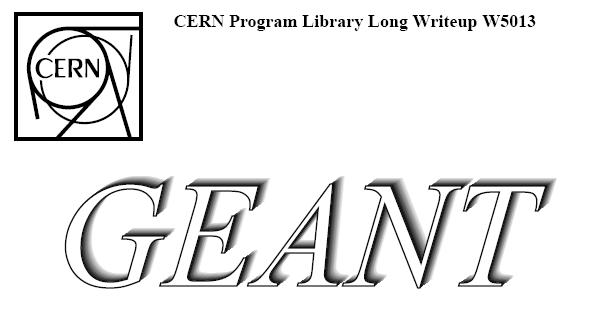 CERN Program Library Long Writeup W5013
CERN
GEANT